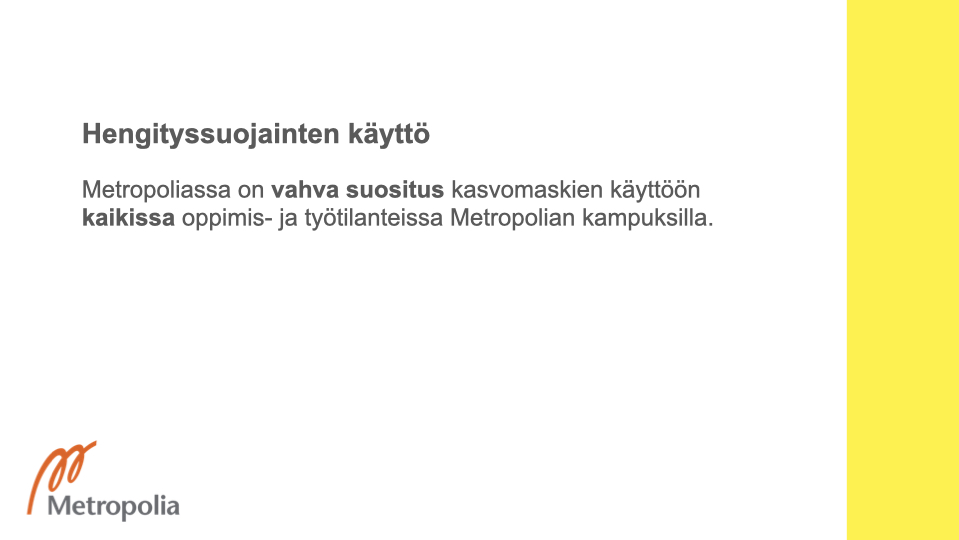 Hengityssuojainten käyttö
Metropoliassa on vahva suositus kasvomaskien käyttöön
kaikissa oppimis- ja työtilanteissa Metropolian kampuksilla.
Metropolia